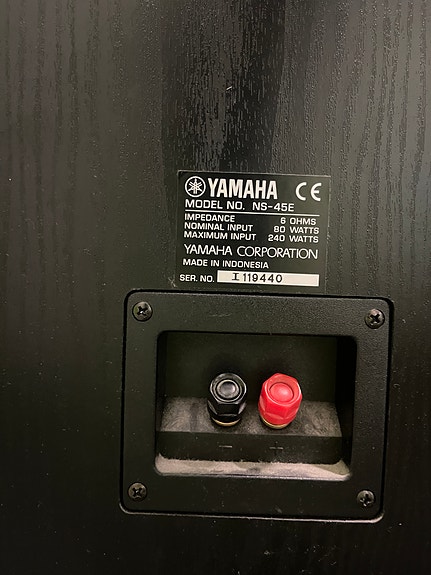 YAMAHA CE
MODEL NO. NS-45E
IMPEDANCE 6 OHMS
NOMINAL INPUT 80 WATTS
MAXIMUM INPUT 240 WATTS
YAMAHA CORPORATION
MADE IN INDONESIA
SER. NO. I 119440
− +